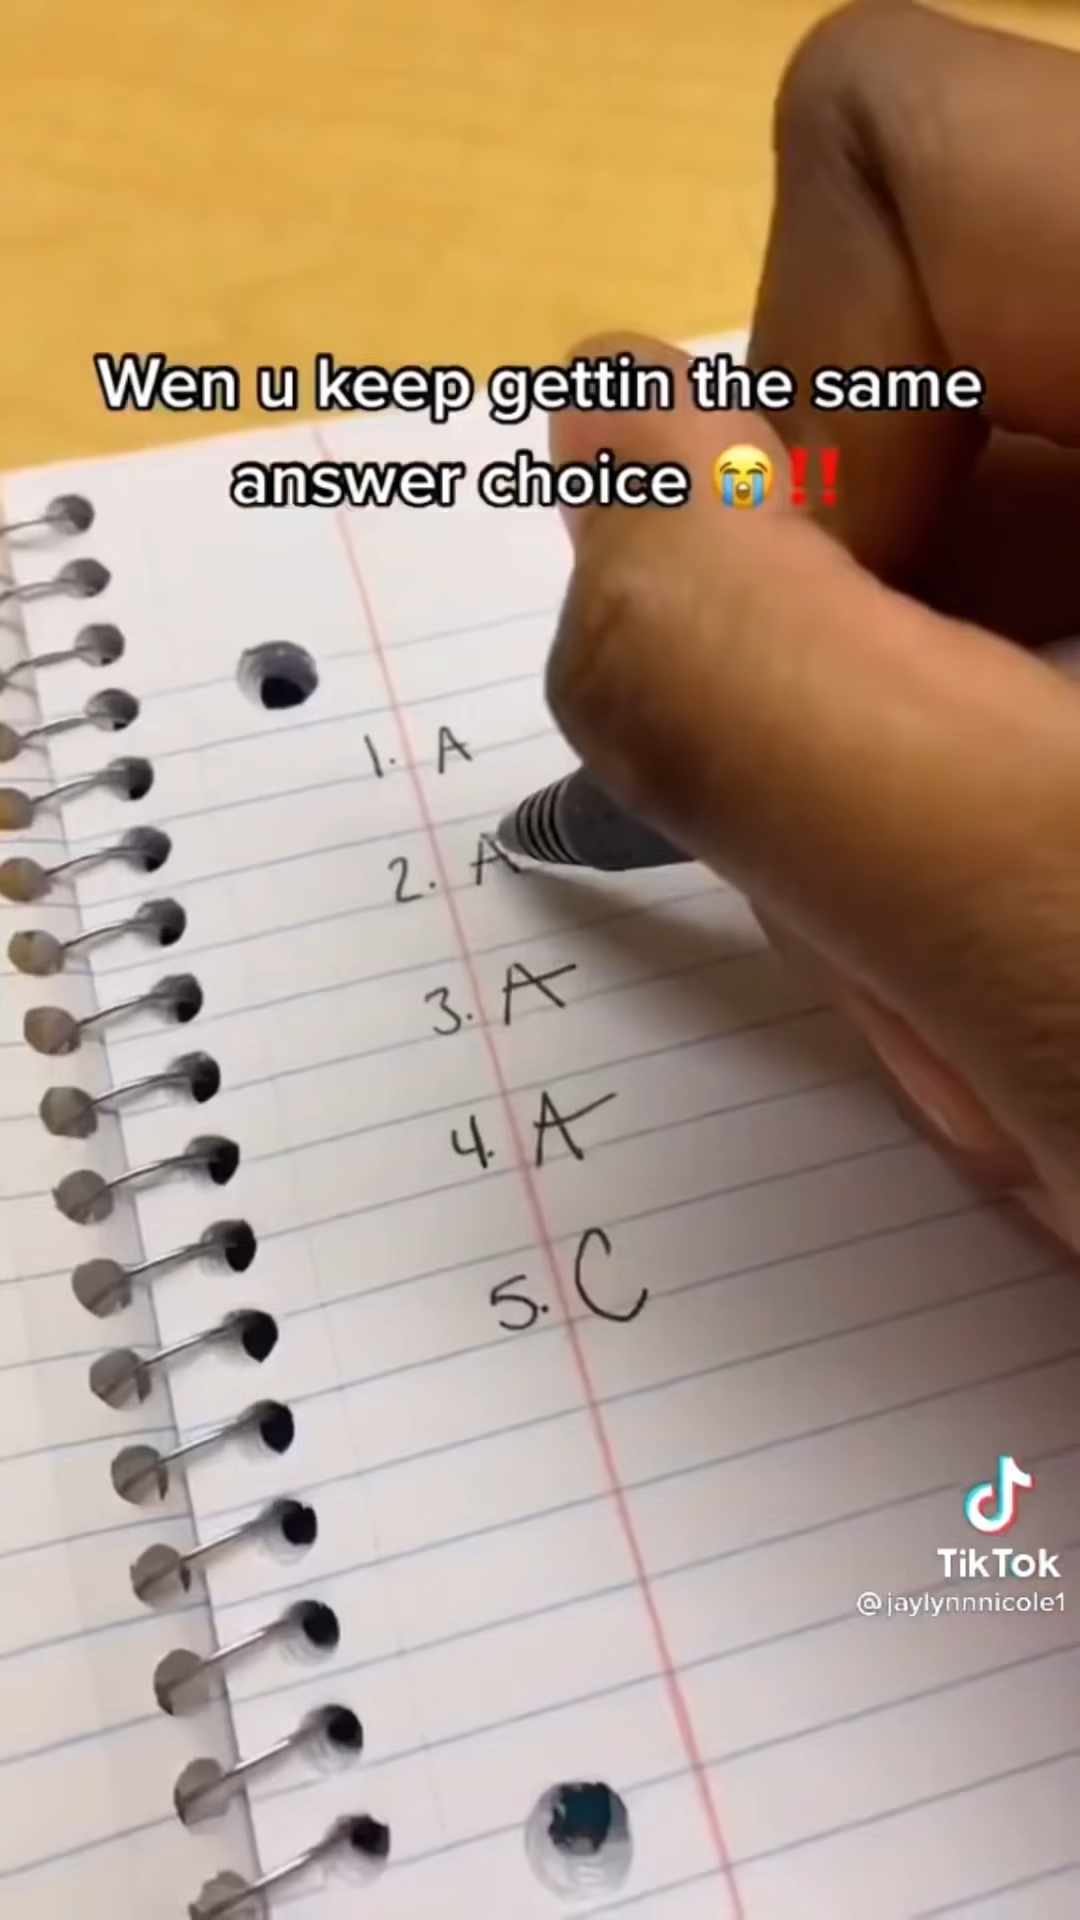 Wen u keep gettin the same
answer choice 😭‼️
1. A
2. A
3. A
4. A
5. C
TikTok
@jaylynnnicole1